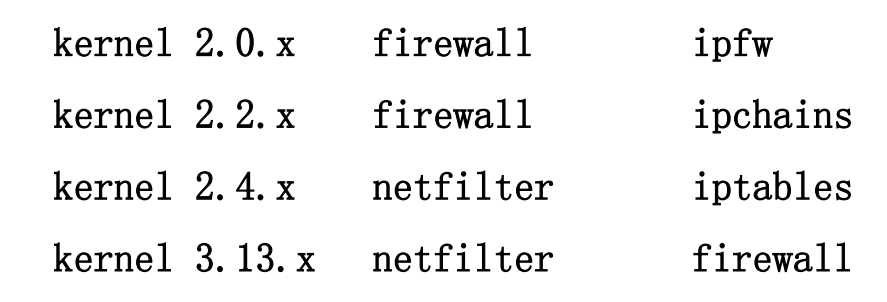 kernel 2.0.x firewall ipfw
kernel 2.2.x firewall ipchains
kernel 2.4.x netfilter iptables
kernel 3.13.x netfilter firewall